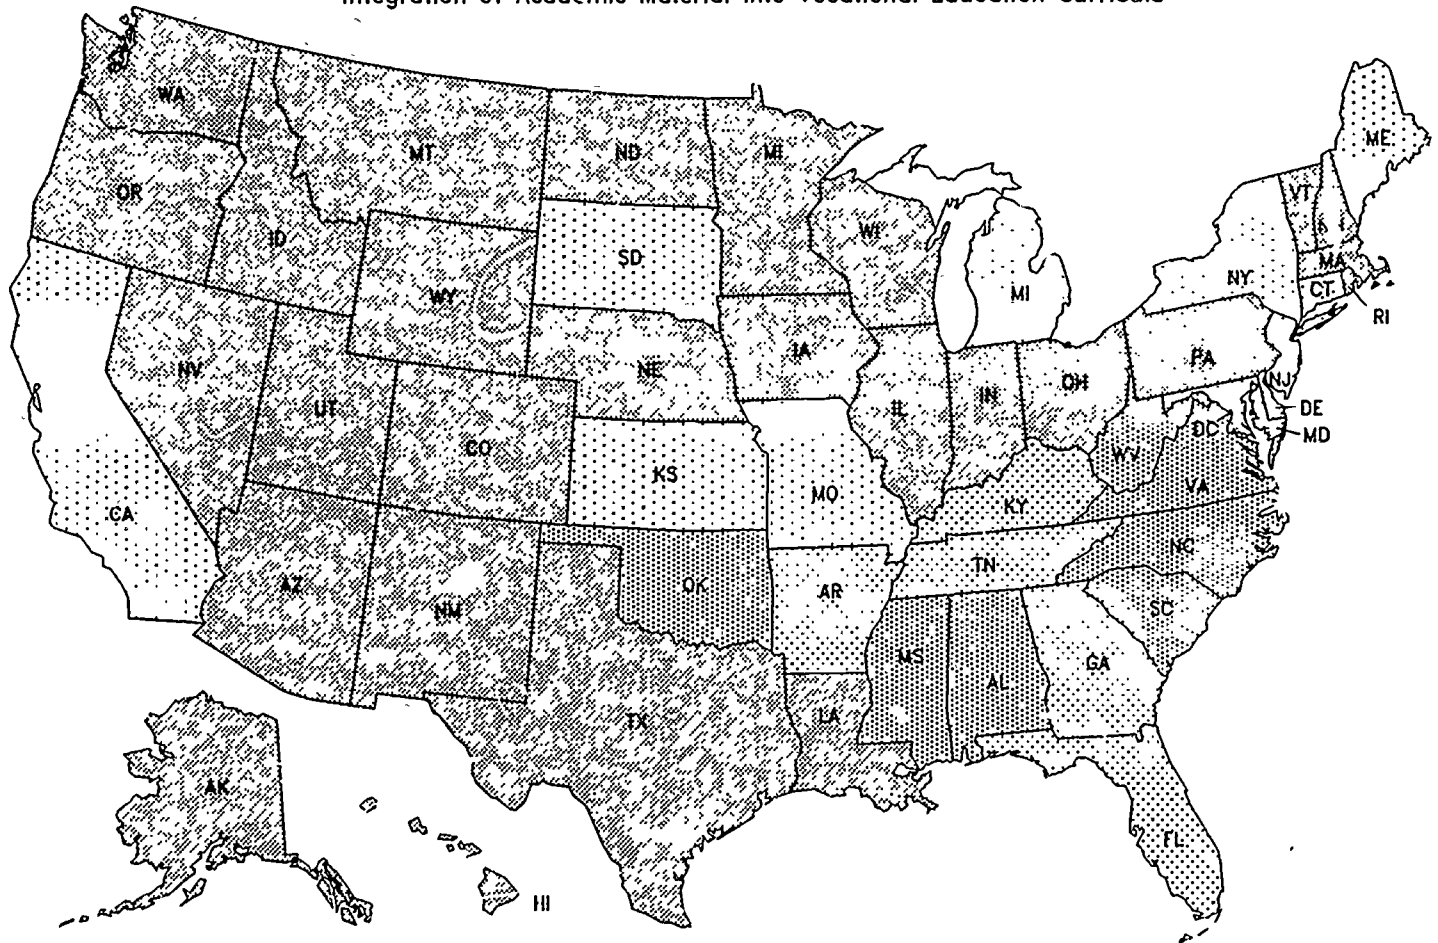 Integration of Academic Material into Vocational Education Curricula
WA
MT
ND
MI
ME
OR
VT
ID
WI
SD
MA
NY
WY
MI
CT
RI
IA
PA
NV
NE
OH
NJ
UT
IN
IL
DE
DC
MD
CO
WV
KS
VA
MO
KY
CA
NC
TN
AZ
OK
AR
NM
SC
MS
GA
AL
TX
LA
AK
FL
HI